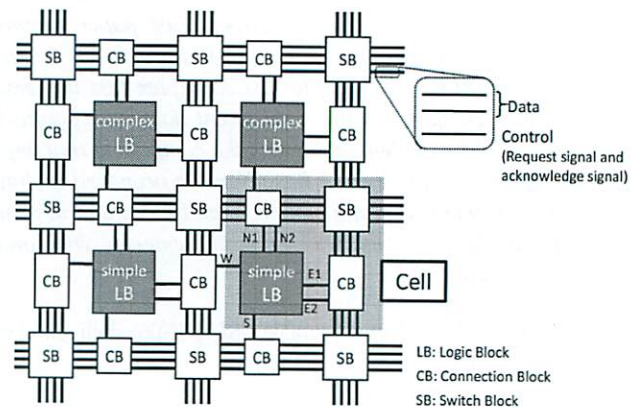 SB CB SB CB SB
Data
CB complex LB CB complex LB CB
Control
(Request signal and
acknowledge signal)
SB CB SB CB SB
N1 N2
W
CB simple LB CB simple LB E1 CB
Cell
E2
S
SB CB SB CB SB
LB: Logic Block
CB: Connection Block
SB: Switch Block